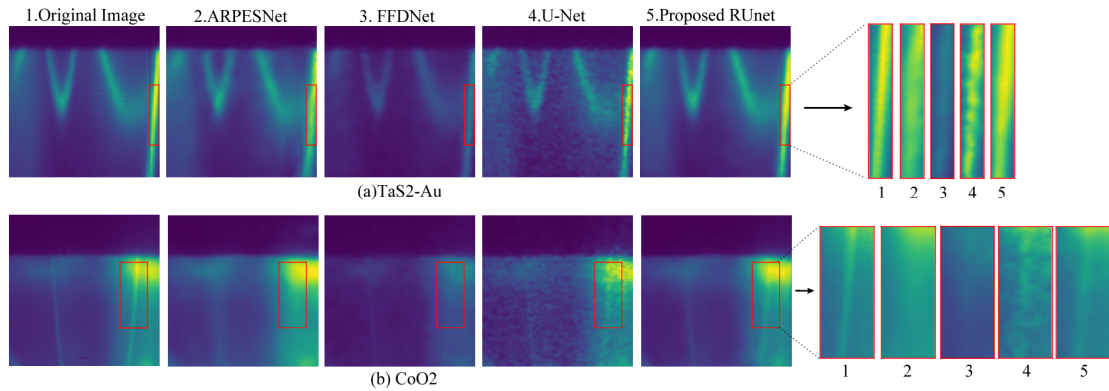 1.Original Image 2.ARPESNet 3. FFDNet 4.U-Net 5.Proposed RUnet
1 2 3 4 5
(a)TaS2-Au
1 2 3 4 5
(b) CoO2